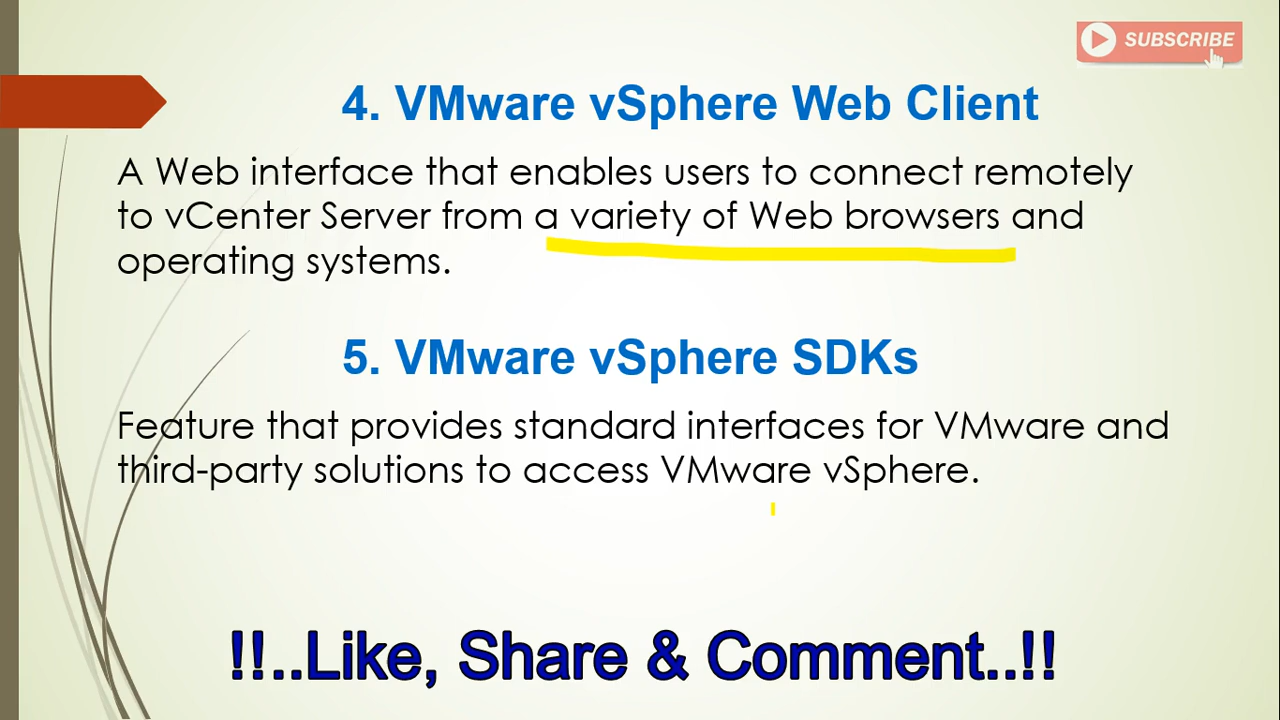 SUBSCRIBE
4. VMware vSphere Web Client
A Web interface that enables users to connect remotely
to vCenter Server from a variety of Web browsers and
operating systems.
5. VMware vSphere SDKs
Feature that provides standard interfaces for VMware and
third-party solutions to access VMware vSphere.
!!..Like, Share & Comment..!!